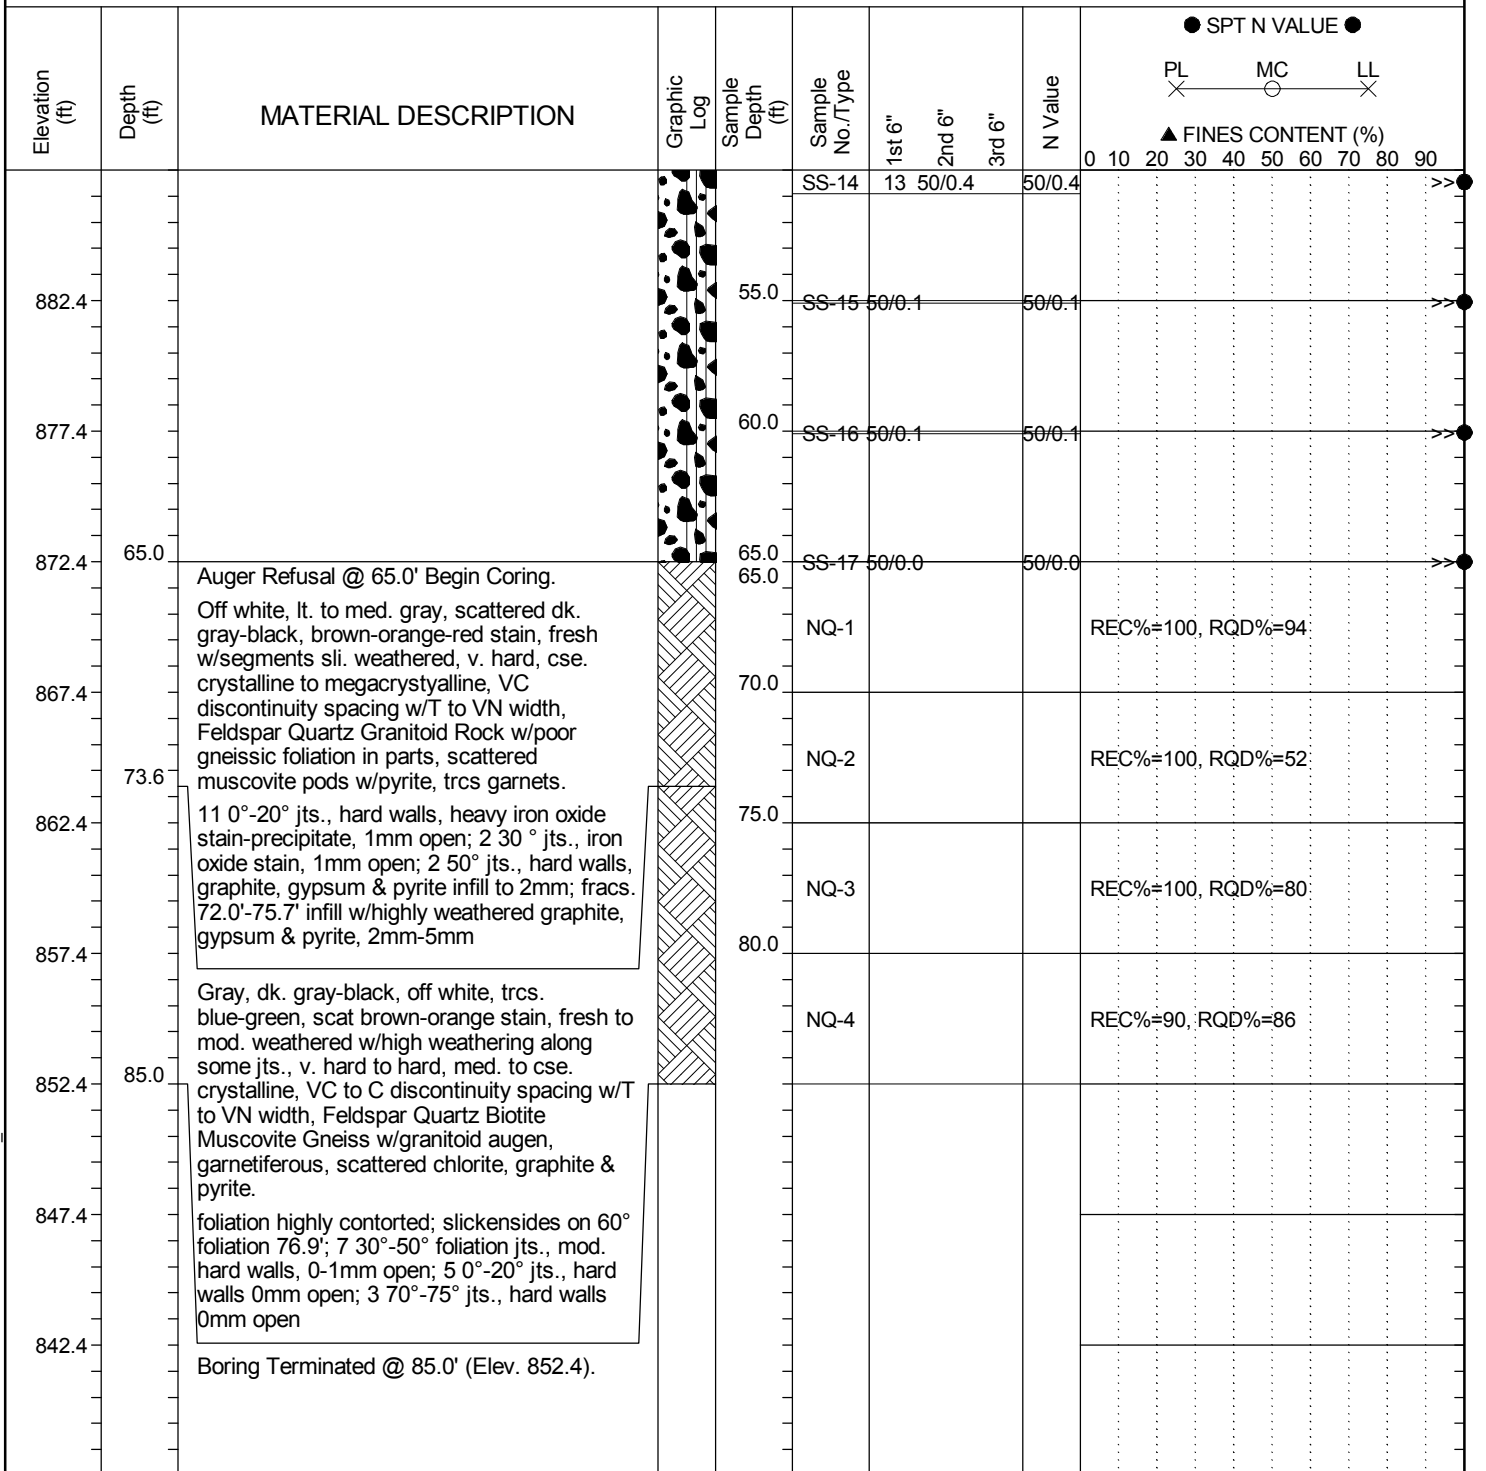 ● SPT N VALUE ●
PL MC LL
▲ FINES CONTENT (%)
0 10 20 30 40 50 60 70 80 90
Elevation
(ft)
Depth
(ft)
MATERIAL DESCRIPTION
Graphic
Log
Sample
Depth
(ft)
Sample
No./Type
1st 6"
2nd 6"
3rd 6"
N Value
SS-14 13 50/0.4 50/0.4 >>
882.4 55.0 SS-15 50/0.1 50/0.1 >>
877.4 60.0 SS-16 50/0.1 50/0.1 >>
872.4 65.0 65.0 SS-17 50/0.0 50/0.0 >>
65.0
Auger Refusal @ 65.0' Begin Coring.
Off white, lt. to med. gray, scattered dk.
gray-black, brown-orange-red stain, fresh
w/segments sli. weathered, v. hard, cse.
crystalline to megacrystyalline, VC
discontinuity spacing w/T to VN width,
Feldspar Quartz Granitoid Rock w/poor
gneissic foliation in parts, scattered
muscovite pods w/pyrite, trcs garnets.
NQ-1 REC%=100, RQD%=94
867.4 70.0
NQ-2 REC%=100, RQD%=52
73.6
11 0°-20° jts., hard walls, heavy iron oxide
stain-precipitate, 1mm open; 2 30 ° jts., iron
oxide stain, 1mm open; 2 50° jts., hard walls,
graphite, gypsum & pyrite infill to 2mm; fracs.
72.0'-75.7' infill w/highly weathered graphite,
gypsum & pyrite, 2mm-5mm
862.4 75.0
NQ-3 REC%=100, RQD%=80
857.4 80.0
Gray, dk. gray-black, off white, trcs.
blue-green, scat brown-orange stain, fresh to
mod. weathered w/high weathering along
some jts., v. hard to hard, med. to cse.
crystalline, VC to C discontinuity spacing w/T
to VN width, Feldspar Quartz Biotite
Muscovite Gneiss w/granitoid augen,
garnetiferous, scattered chlorite, graphite &
pyrite.
NQ-4 REC%=90, RQD%=86
852.4 85.0
foliation highly contorted; slickensides on 60°
foliation 76.9'; 7 30°-50° foliation jts., mod.
hard walls, 0-1mm open; 5 0°-20° jts., hard
walls 0mm open; 3 70°-75° jts., hard walls
0mm open
847.4
842.4
Boring Terminated @ 85.0' (Elev. 852.4).